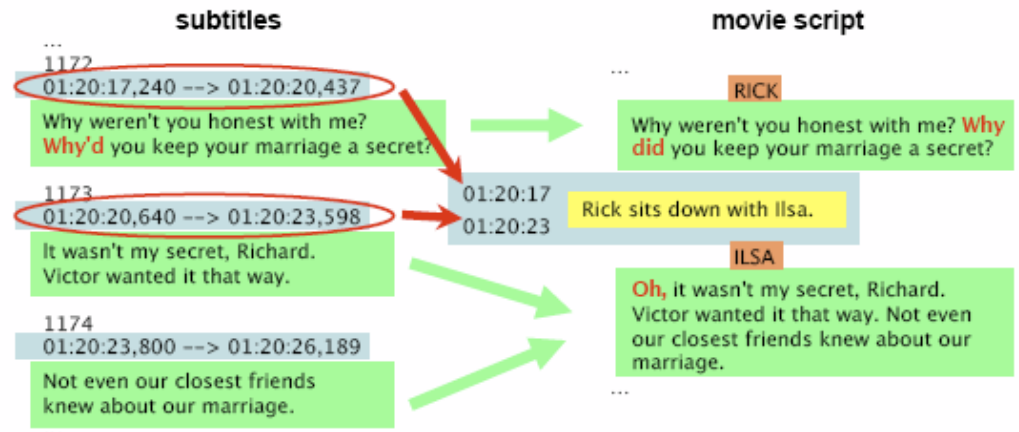 subtitles
...
1172
01:20:17,240 --> 01:20:20,437
Why weren't you honest with me?
Why'd you keep your marriage a secret?
1173
01:20:20,640 --> 01:20:23,598
It wasn't my secret, Richard.
Victor wanted it that way.
1174
01:20:23,800 --> 01:20:26,189
Not even our closest friends
knew about our marriage.
movie script
...
RICK
Why weren't you honest with me? Why
did you keep your marriage a secret?
01:20:17
01:20:23
Rick sits down with Ilsa.
ILSA
Oh, it wasn't my secret, Richard.
Victor wanted it that way. Not even
our closest friends knew about our
marriage.
...